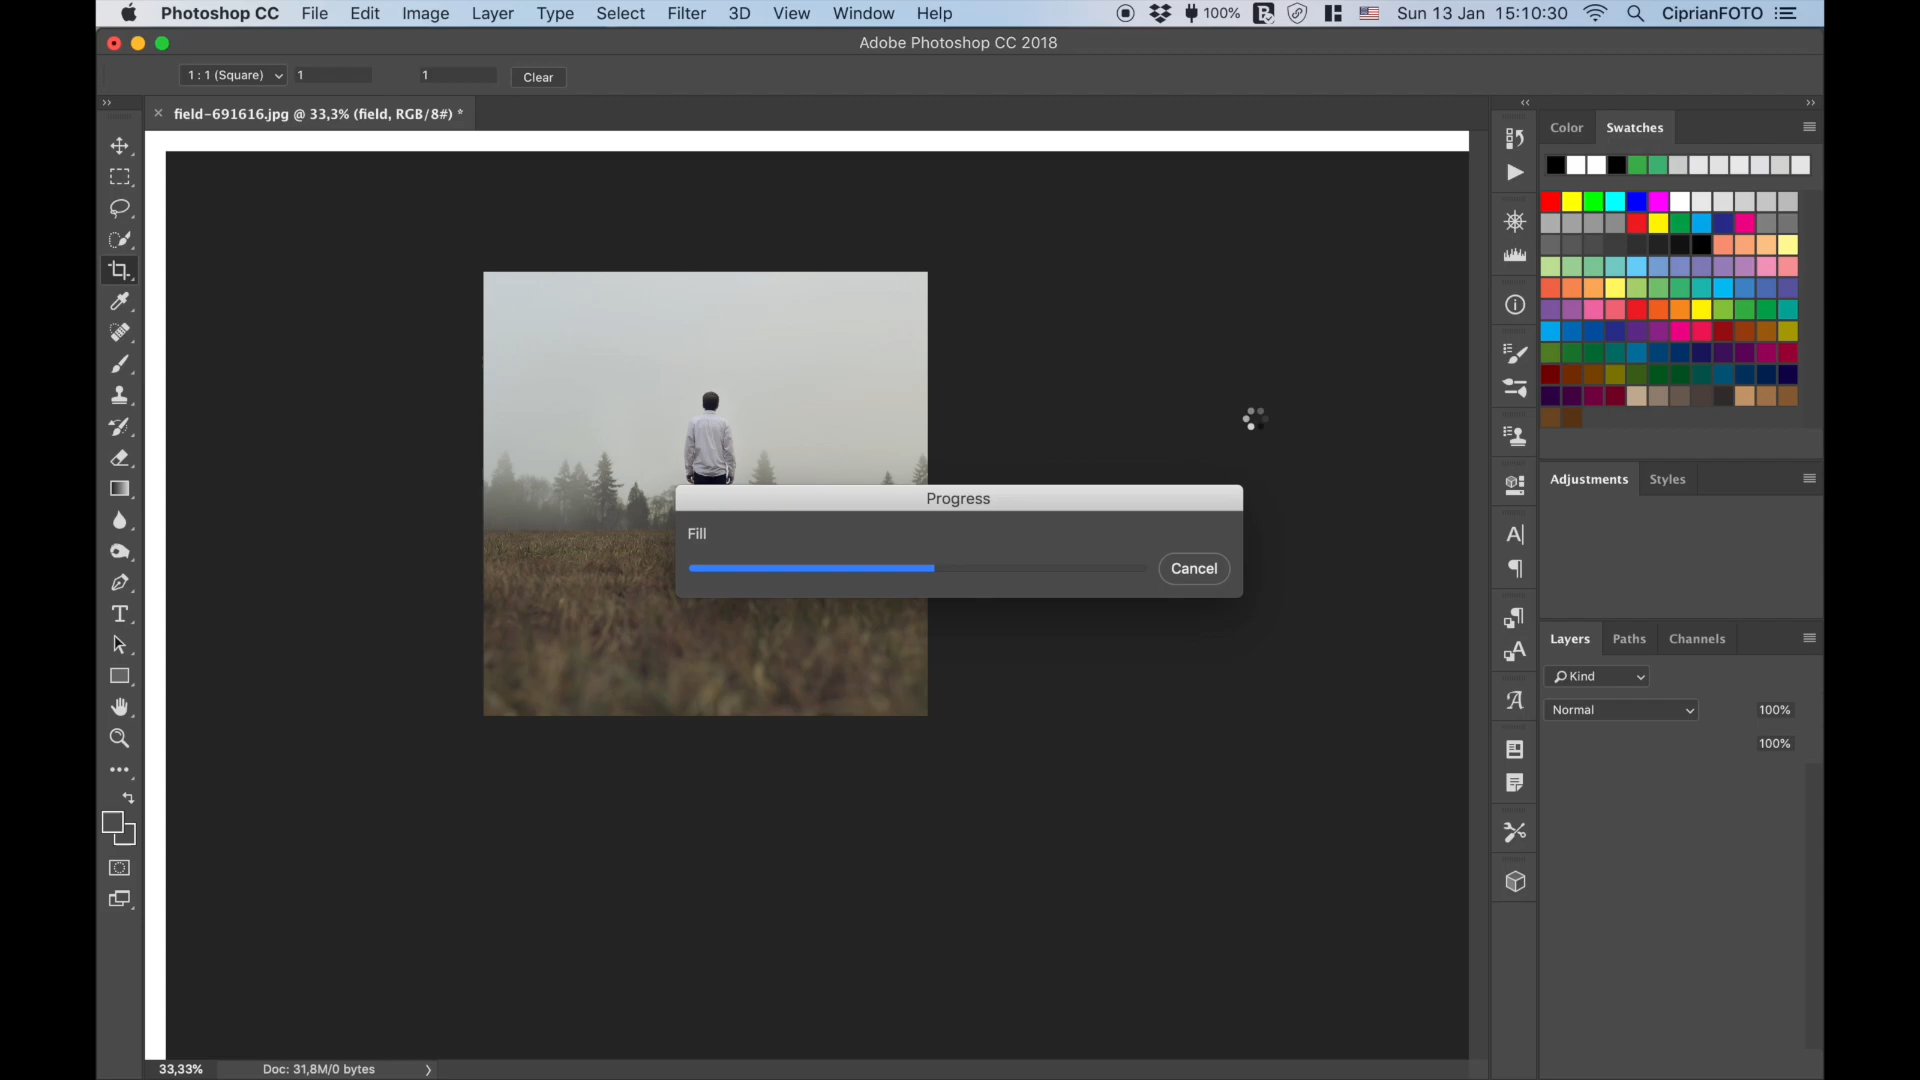 Photoshop CC File Edit Image Layer Type Select Filter 3D View Window Help 100% Sun 13 Jan 15:10:30 CiprianFOTO
Adobe Photoshop CC 2018
1 : 1 (Square) 1 1 Clear
field-691616.jpg @ 33,3% (field, RGB/8#) *
Color Swatches
Progress
Fill
Cancel
Adjustments Styles
Layers Paths Channels
Kind
Normal 100%
100%
33,33% Doc: 31,8M/0 bytes